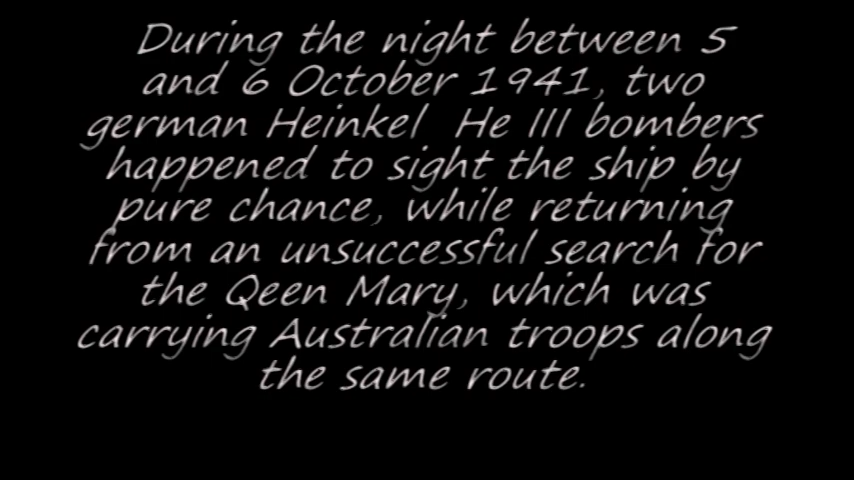 During the night between 5
and 6 October 1941, two
german Heinkel He III bombers
happened to sight the ship by
pure chance, while returning
from an unsuccessful search for
the Qeen Mary, which was
carrying Australian troops along
the same route.